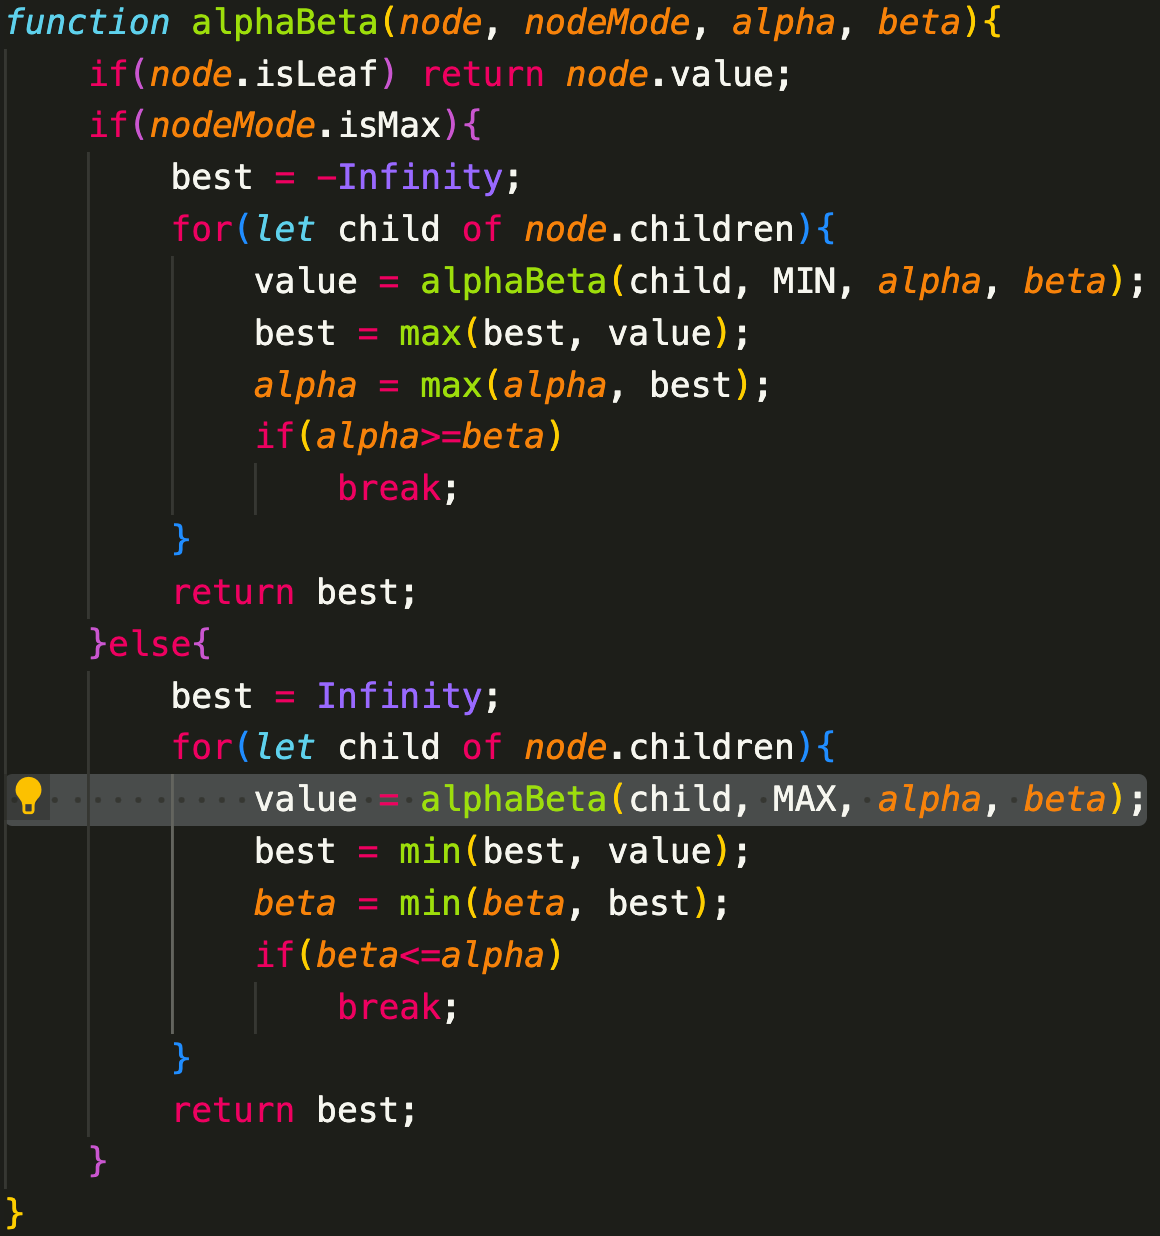 function alphaBeta(node, nodeMode, alpha, beta){
    if(node.isLeaf) return node.value;
    if(nodeMode.isMax){
        best = -Infinity;
        for(let child of node.children){
            value = alphaBeta(child, MIN, alpha, beta);
            best = max(best, value);
            alpha = max(alpha, best);
            if(alpha>=beta)
                break;
        }
        return best;
    }else{
        best = Infinity;
        for(let child of node.children){
            value = alphaBeta(child, MAX, alpha, beta);
            best = min(best, value);
            beta = min(beta, best);
            if(beta<=alpha)
                break;
        }
        return best;
    }
}